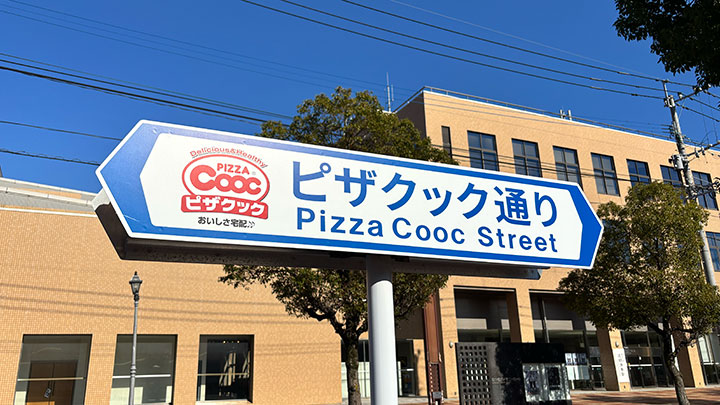 Delicious&Healthy
PIZZA
COOC
ピザクック
おいしさ宅配♪
ピザクック通り
Pizza Cooc Street